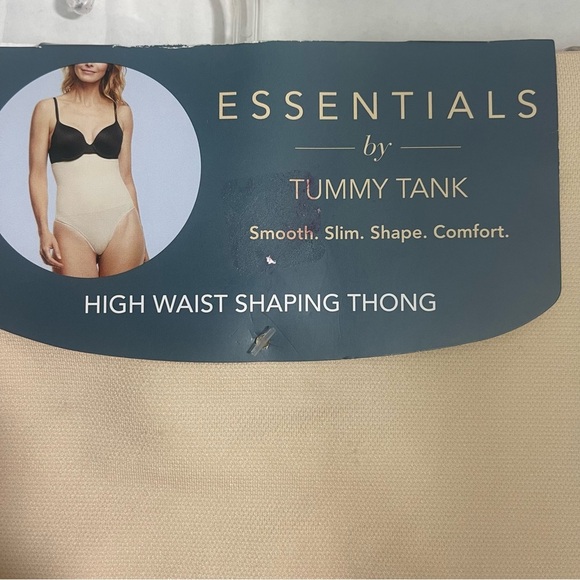 ESSENTIALS
by
TUMMY TANK
Smooth. Slim. Shape. Comfort.
HIGH WAIST SHAPING THONG